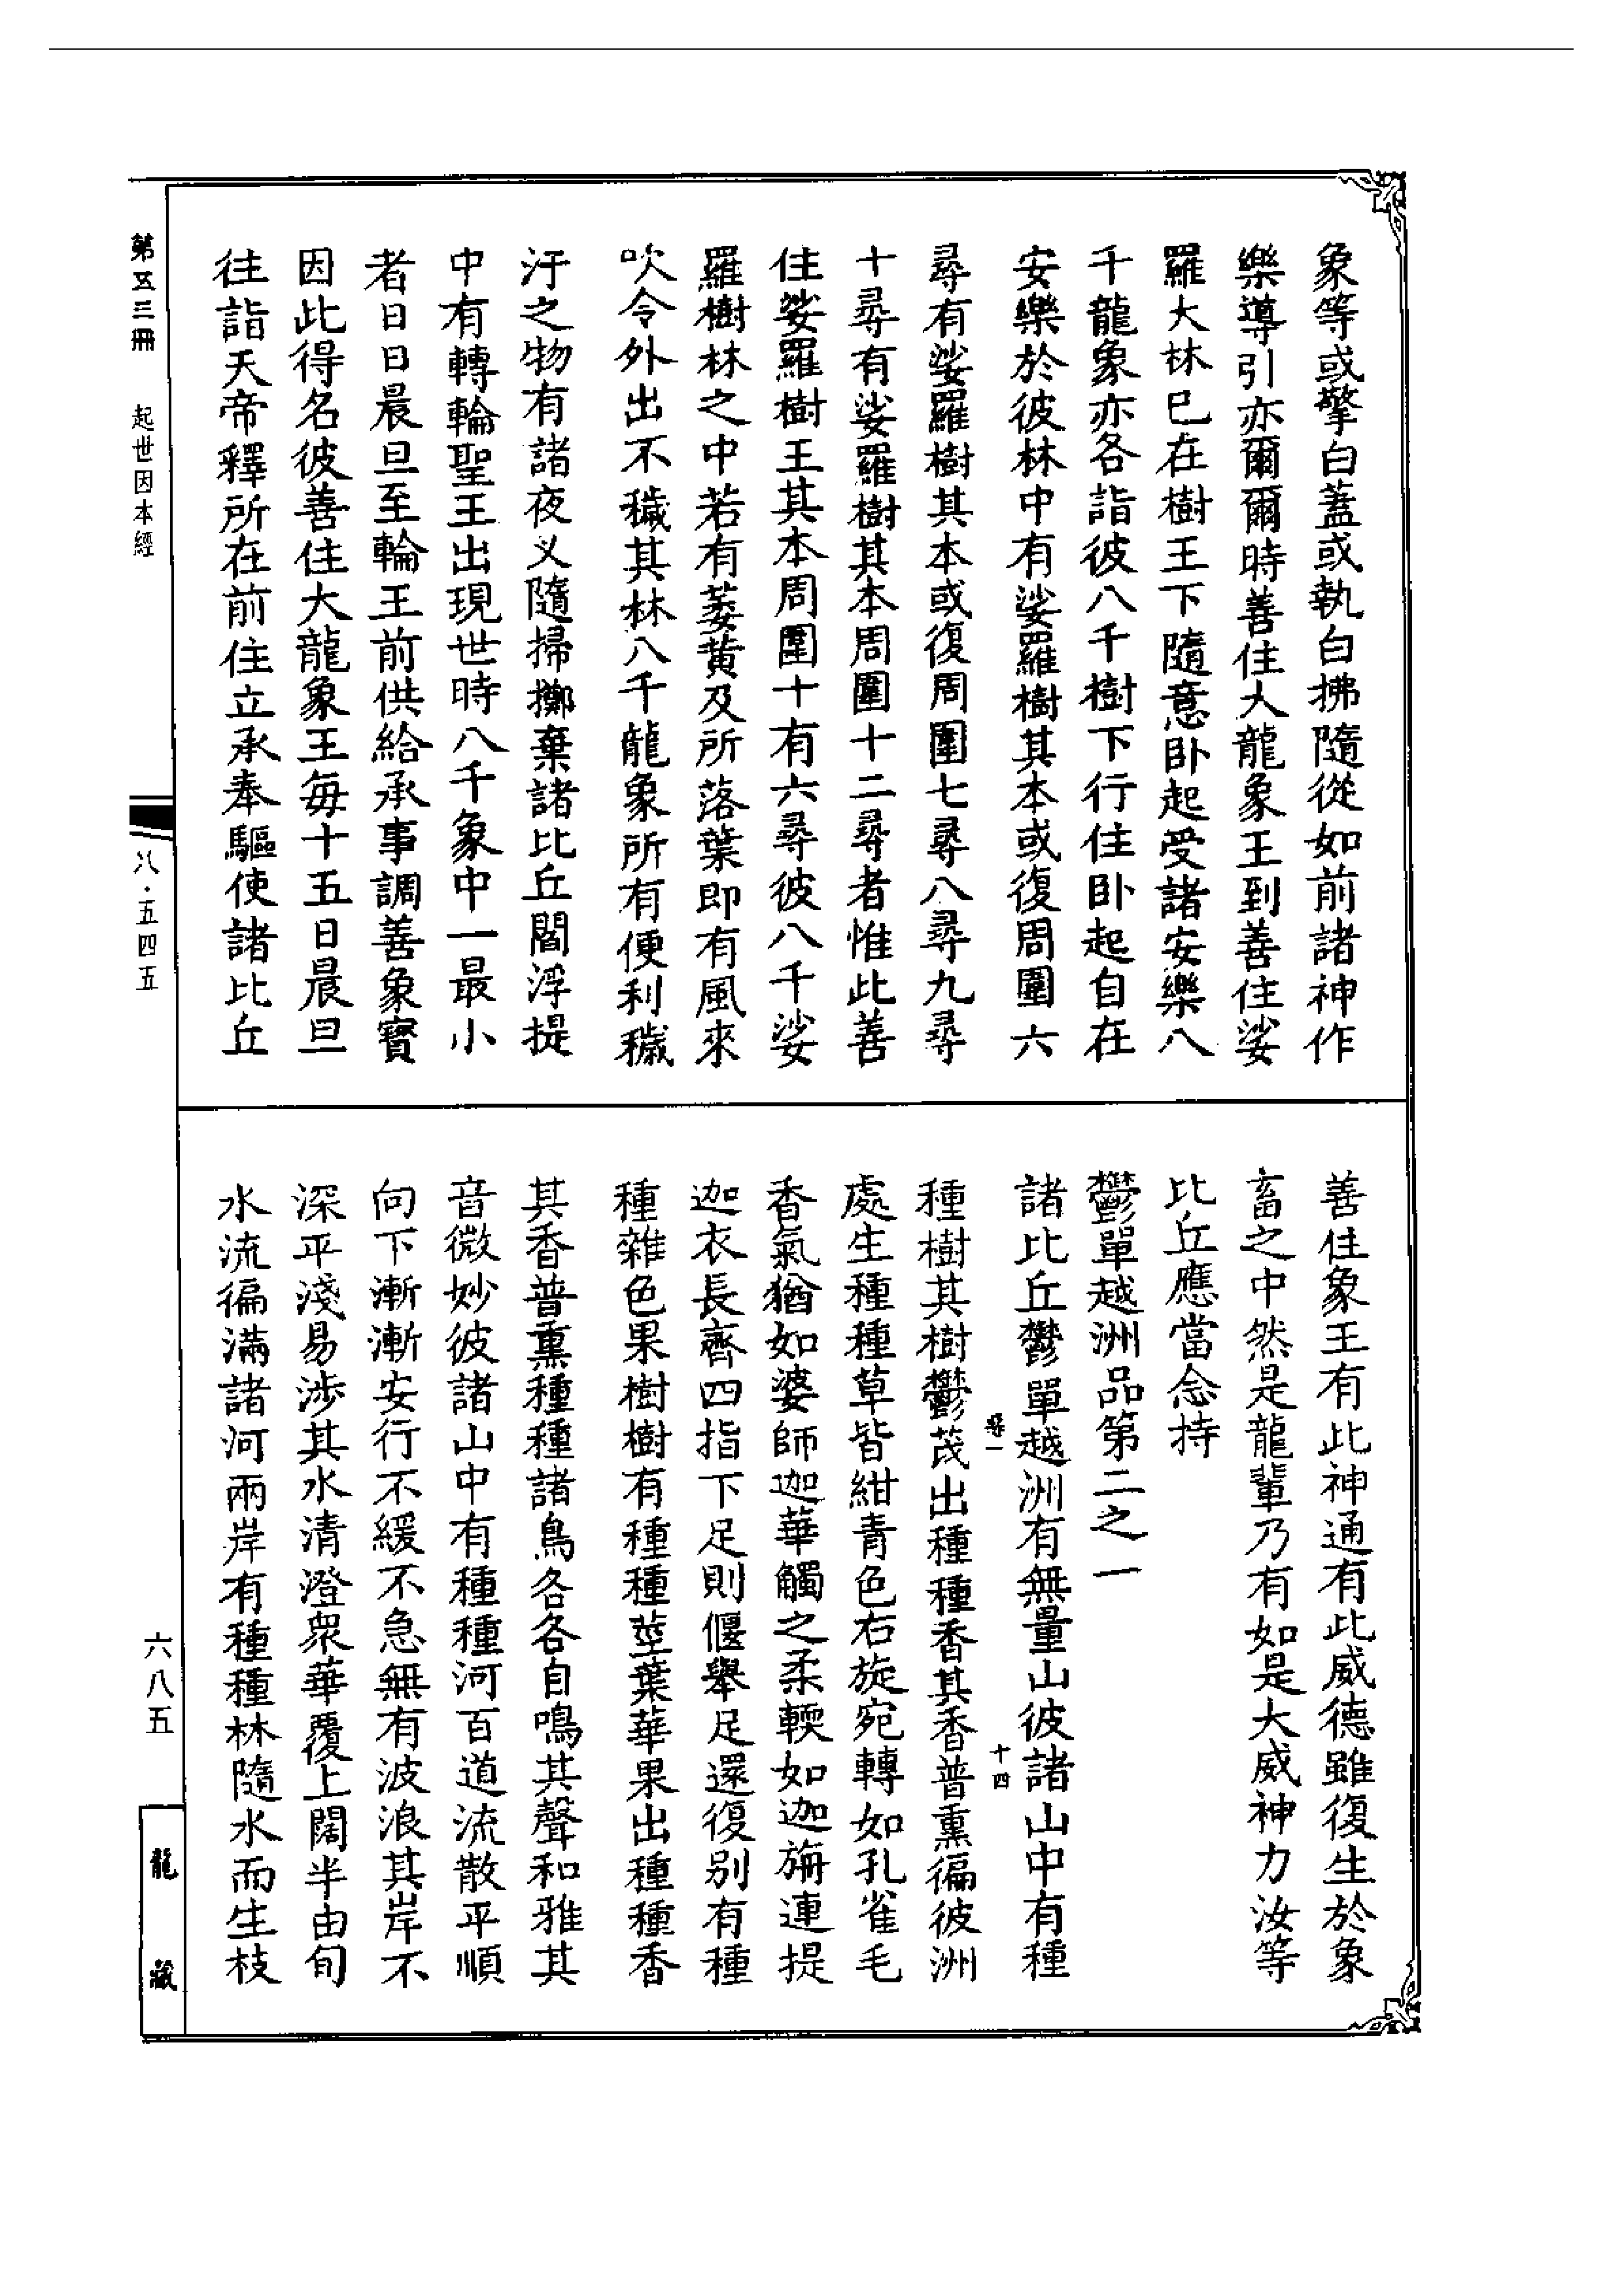 象等或擎白蓋或執白拂隨從如前諸神作
樂導引亦爾爾時善住大龍象王到善住娑
羅大林已在樹王下隨意卧起受諸安樂八
千龍象亦各詣彼八千樹下行住卧起自在
安樂於彼林中有娑羅樹其本或復周圍六
尋有娑羅樹其本或復周圍七尋八尋九尋
十尋有娑羅樹其本周圍十二尋者惟此善
住娑羅樹王其本周圍十有六尋彼八千娑
羅樹林之中若有萎黄及所落葉即有風來
吹令外出不穢其林八千龍象所有便利穢
汙之物有諸夜义隨掃擲棄諸比丘閻浮提
中有轉輪聖王出現世時八千象中一最小
者日日晨旦至輪王前供給承事調善象寳
因此得名彼善住大龍象王每十五日晨旦
往詣天帝釋所在前住立承奉驅使諸比丘
善住象王有此神通有此威德雖復生於象
畜之中然是龍輩乃有如是大威神力汝等
比丘應當念持
鬱單越洲品第二之一
諸比丘鬱單越洲有無量山彼諸山中有種
十四
種樹其樹鬱茂出種種香其香普熏徧彼洲
處生種種草皆紺青色右旋宛轉如孔雀毛
香氣猶如婆師迦華觸之柔輭如迦旃連提
迦衣長齊四指下足則偃舉足還復别有種
種雜色果樹樹有種種莖葉華果出種種香
其香普熏種種諸鳥各各自鳴其聲和雅其
音微妙彼諸山中有種種河百道流散平順
向下漸漸安行不緩不急無有波浪其岸不
深平淺易涉其水清澄衆華覆上闊半由旬
水流徧滿諸河兩岸有種種林隨水而生枝
第五三冊 起世因本經
八·五四五
六八五
龍藏